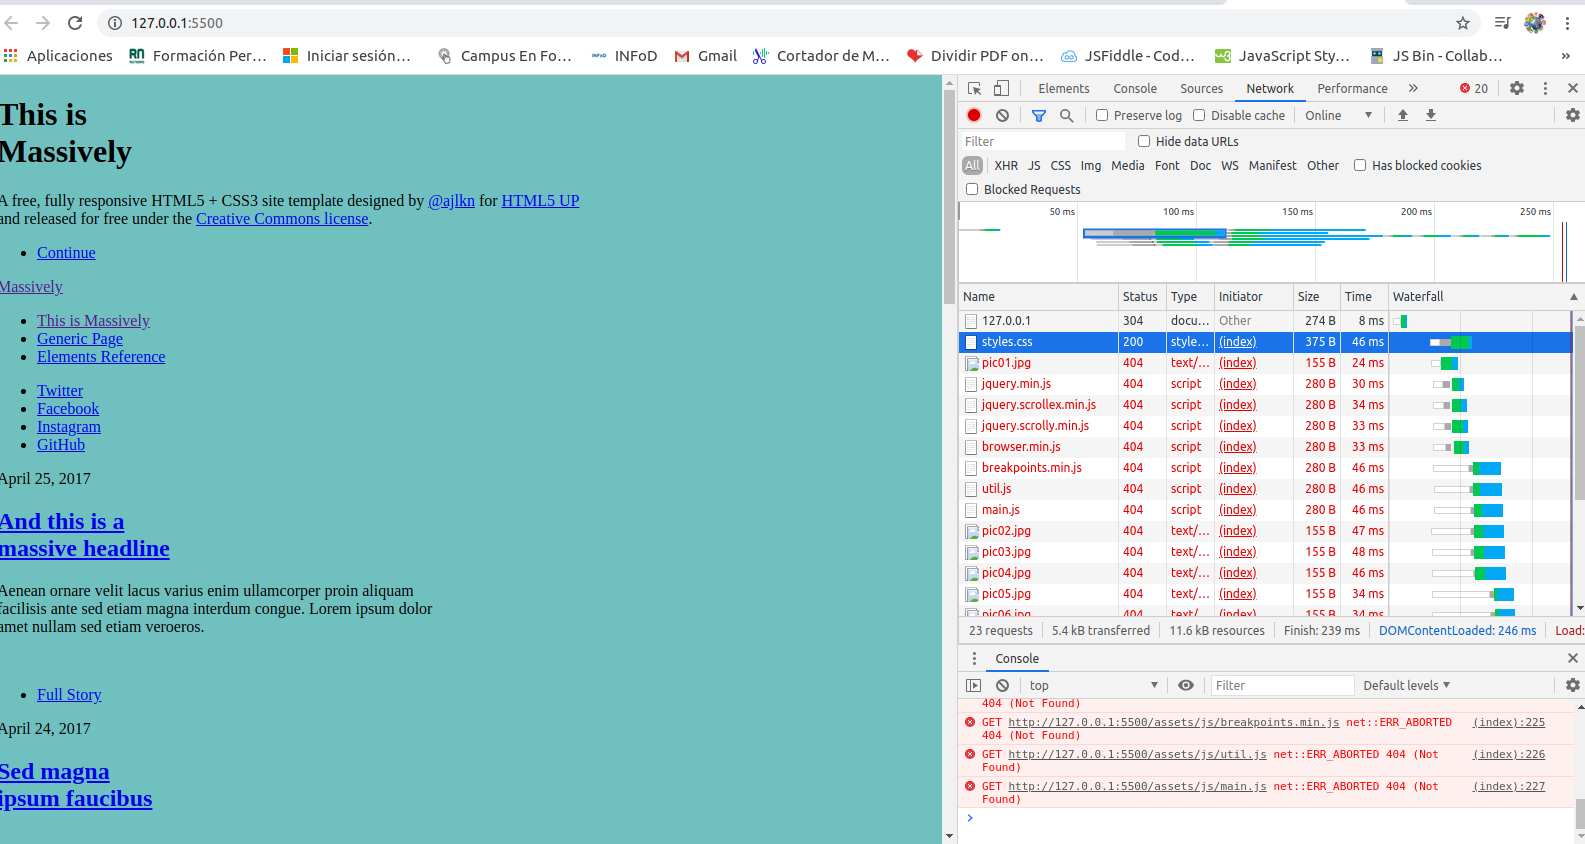 127.0.0.1:5500
Aplicaciones
Formación Per…
Iniciar sesión…
Campus En Fo…
INFoD
INFoD
Gmail
Cortador de M…
Dividir PDF on…
JSFiddle - Cod…
JavaScript Sty…
JS Bin - Collab…
»
This is
Massively
A free, fully responsive HTML5 + CSS3 site template designed by @ajlkn for HTML5 UP
and released for free under the Creative Commons license.
Continue
Massively
This is Massively
Generic Page
Elements Reference
Twitter
Facebook
Instagram
GitHub
April 25, 2017
And this is a
massive headline
Aenean ornare velit lacus varius enim ullamcorper proin aliquam
facilisis ante sed etiam magna interdum congue. Lorem ipsum dolor
amet nullam sed etiam veroeros.
Full Story
April 24, 2017
Sed magna
ipsum faucibus
Elements Console Sources Network Performance » 20
Preserve log Disable cache Online
Filter Hide data URLs
All XHR JS CSS Img Media Font Doc WS Manifest Other Has blocked cookies
Blocked Requests
50 ms 100 ms 150 ms 200 ms 250 ms
Name Status Type Initiator Size Time Waterfall
127.0.0.1 304 docu… Other 274 B 8 ms
styles.css 200 style… (index) 375 B 46 ms
pic01.jpg 404 text/… (index) 155 B 24 ms
jquery.min.js 404 script (index) 280 B 30 ms
jquery.scrollex.min.js 404 script (index) 280 B 34 ms
jquery.scrolly.min.js 404 script (index) 280 B 33 ms
browser.min.js 404 script (index) 280 B 33 ms
breakpoints.min.js 404 script (index) 280 B 46 ms
util.js 404 script (index) 280 B 46 ms
main.js 404 script (index) 280 B 46 ms
pic02.jpg 404 text/… (index) 155 B 47 ms
pic03.jpg 404 text/… (index) 155 B 48 ms
pic04.jpg 404 text/… (index) 155 B 46 ms
pic05.jpg 404 text/… (index) 155 B 34 ms
pic06.jpg 404 text/… (index) 155 B 34 ms
23 requests 5.4 kB transferred 11.6 kB resources Finish: 239 ms DOMContentLoaded: 246 ms Load:
Console
top Filter Default levels
404 (Not Found)
GET http://127.0.0.1:5500/assets/js/breakpoints.min.js net::ERR_ABORTED (index):225
404 (Not Found)
GET http://127.0.0.1:5500/assets/js/util.js net::ERR_ABORTED 404 (Not (index):226
Found)
GET http://127.0.0.1:5500/assets/js/main.js net::ERR_ABORTED 404 (Not (index):227
Found)